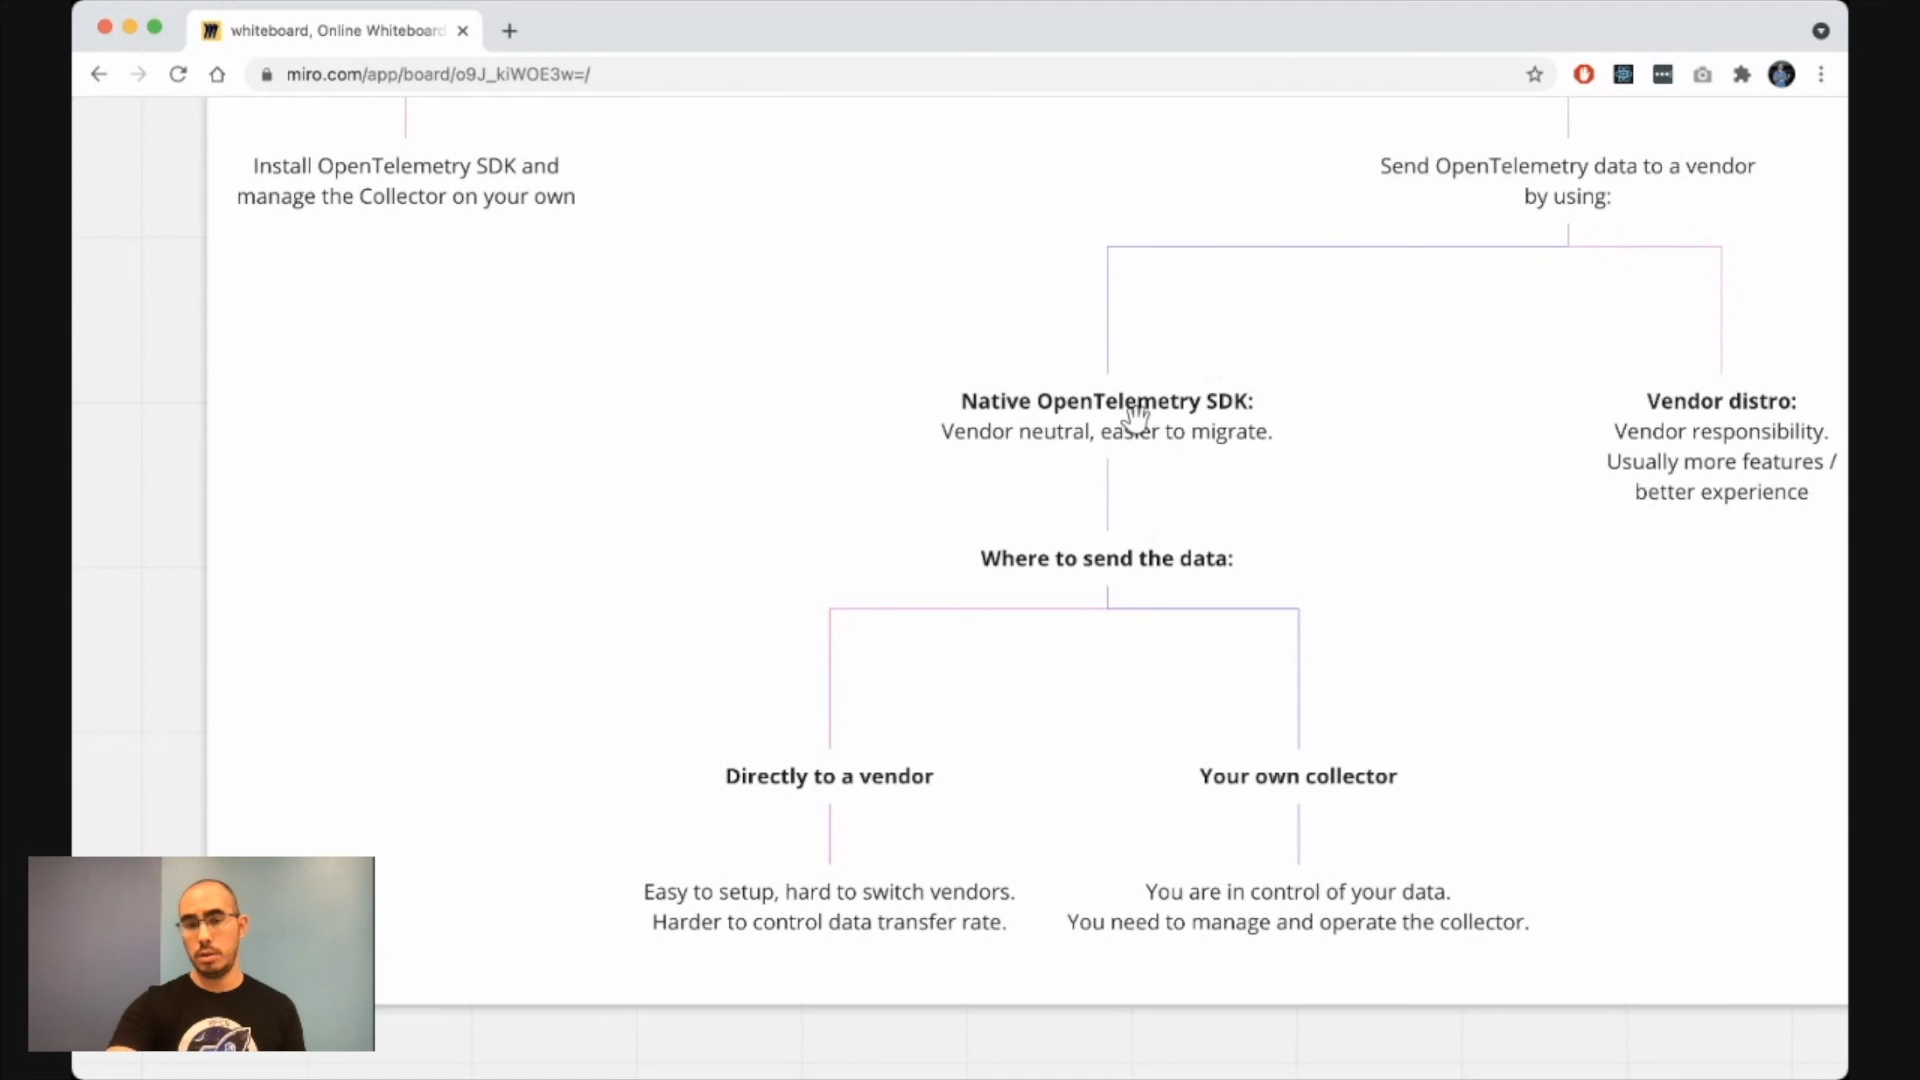 whiteboard, Online Whiteboard
miro.com/app/board/o9J_kiWOE3w=/
Install OpenTelemetry SDK and
manage the Collector on your own
Send OpenTelemetry data to a vendor
by using:
Native OpenTelemetry SDK:
Vendor neutral, easier to migrate.
Vendor distro:
Vendor responsibility.
Usually more features /
better experience
Where to send the data:
Directly to a vendor
Your own collector
Easy to setup, hard to switch vendors.
Harder to control data transfer rate.
You are in control of your data.
You need to manage and operate the collector.